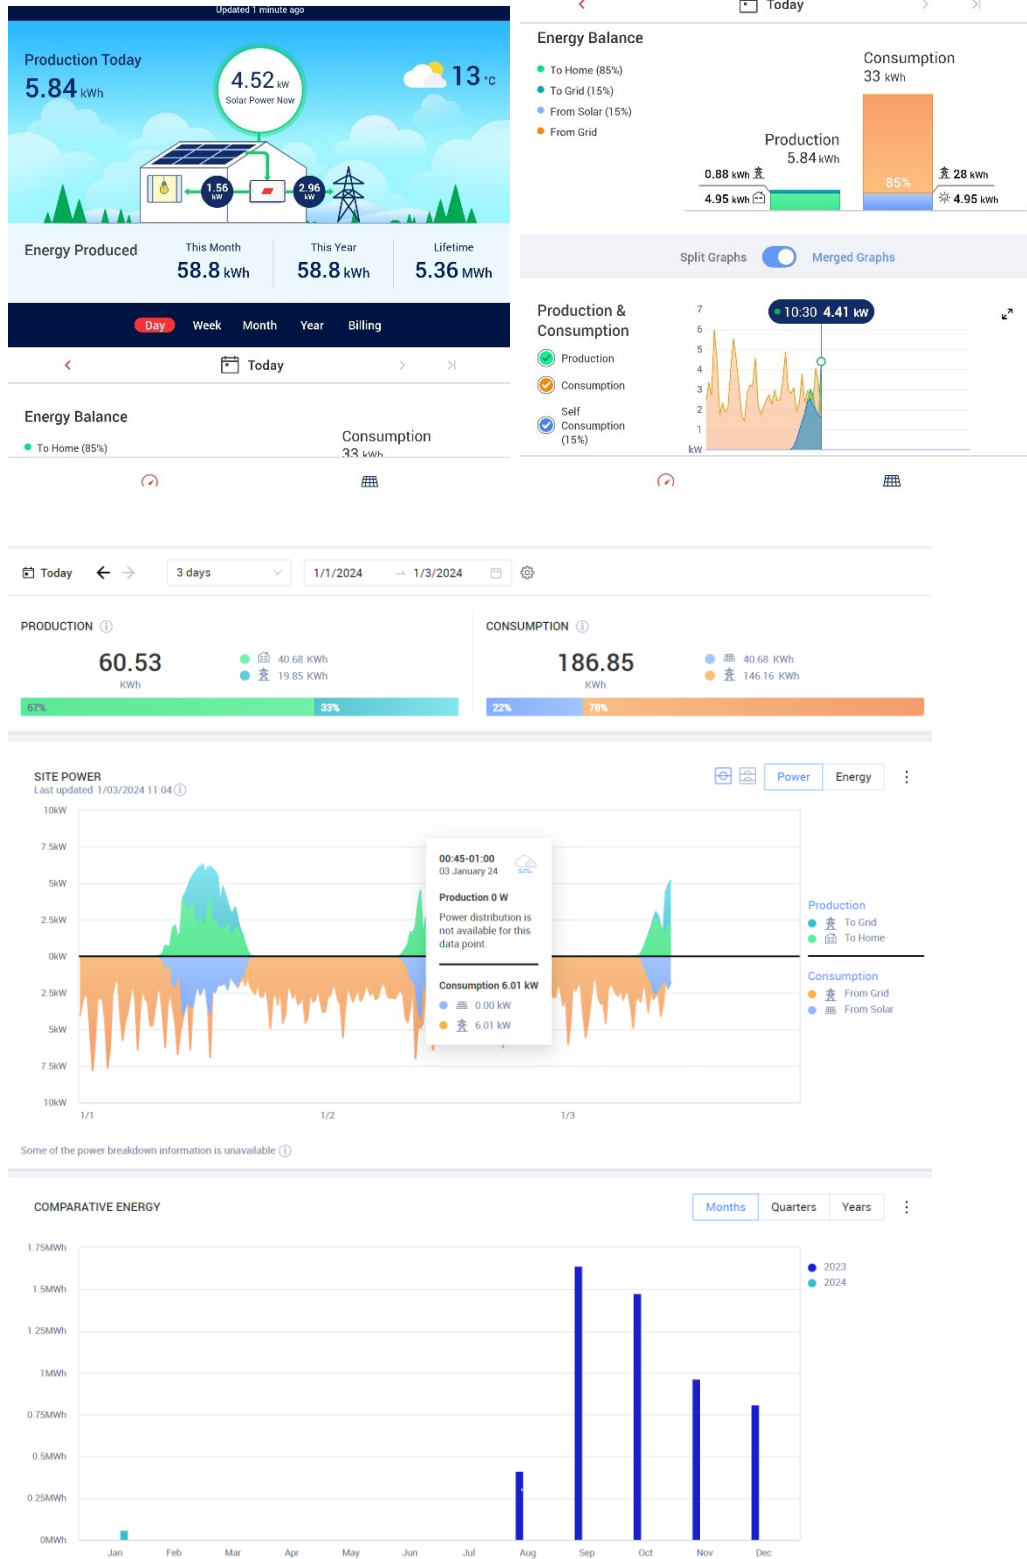 Updated 1 minute ago
Production Today
5.84 kWh
4.52 kW
Solar Power Now
13 °C
1.56 kW
2.96 kW
Energy Produced
This Month
58.8 kWh
This Year
58.8 kWh
Lifetime
5.36 MWh
Day Week Month Year Billing
< Today > >|
Energy Balance
To Home (85%)
Consumption
33 kWh
< Today > >|
Energy Balance
To Home (85%)
To Grid (15%)
From Solar (15%)
From Grid
Consumption
33 kWh
Production
5.84 kWh
0.88 kWh
4.95 kWh
85%
28 kWh
4.95 kWh
Split Graphs Merged Graphs
Production &
Consumption
Production
Consumption
Self
Consumption
(15%)
10:30 4.41 kW
7
6
5
4
3
2
1
kW
Today 3 days 1/1/2024 → 1/3/2024
PRODUCTION
60.53
KWh
40.68 KWh
19.85 KWh
67% 33%
CONSUMPTION
186.85
KWh
40.68 KWh
146.16 KWh
22% 78%
SITE POWER
Last updated 1/03/2024 11:04
Power Energy
10kW
7.5kW
5kW
2.5kW
0kW
2.5kW
5kW
7.5kW
10kW
1/1 1/2 1/3
00:45-01:00
03 January 24
Production 0 W
Power distribution is
not available for this
data point.
Consumption 6.01 kW
0.00 kW
6.01 kW
Production
To Grid
To Home
Consumption
From Grid
From Solar
Some of the power breakdown information is unavailable
COMPARATIVE ENERGY
Months Quarters Years
1.75MWh
1.5MWh
1.25MWh
1MWh
0.75MWh
0.5MWh
0.25MWh
0MWh
Jan Feb Mar Apr May Jun Jul Aug Sep Oct Nov Dec
2023
2024